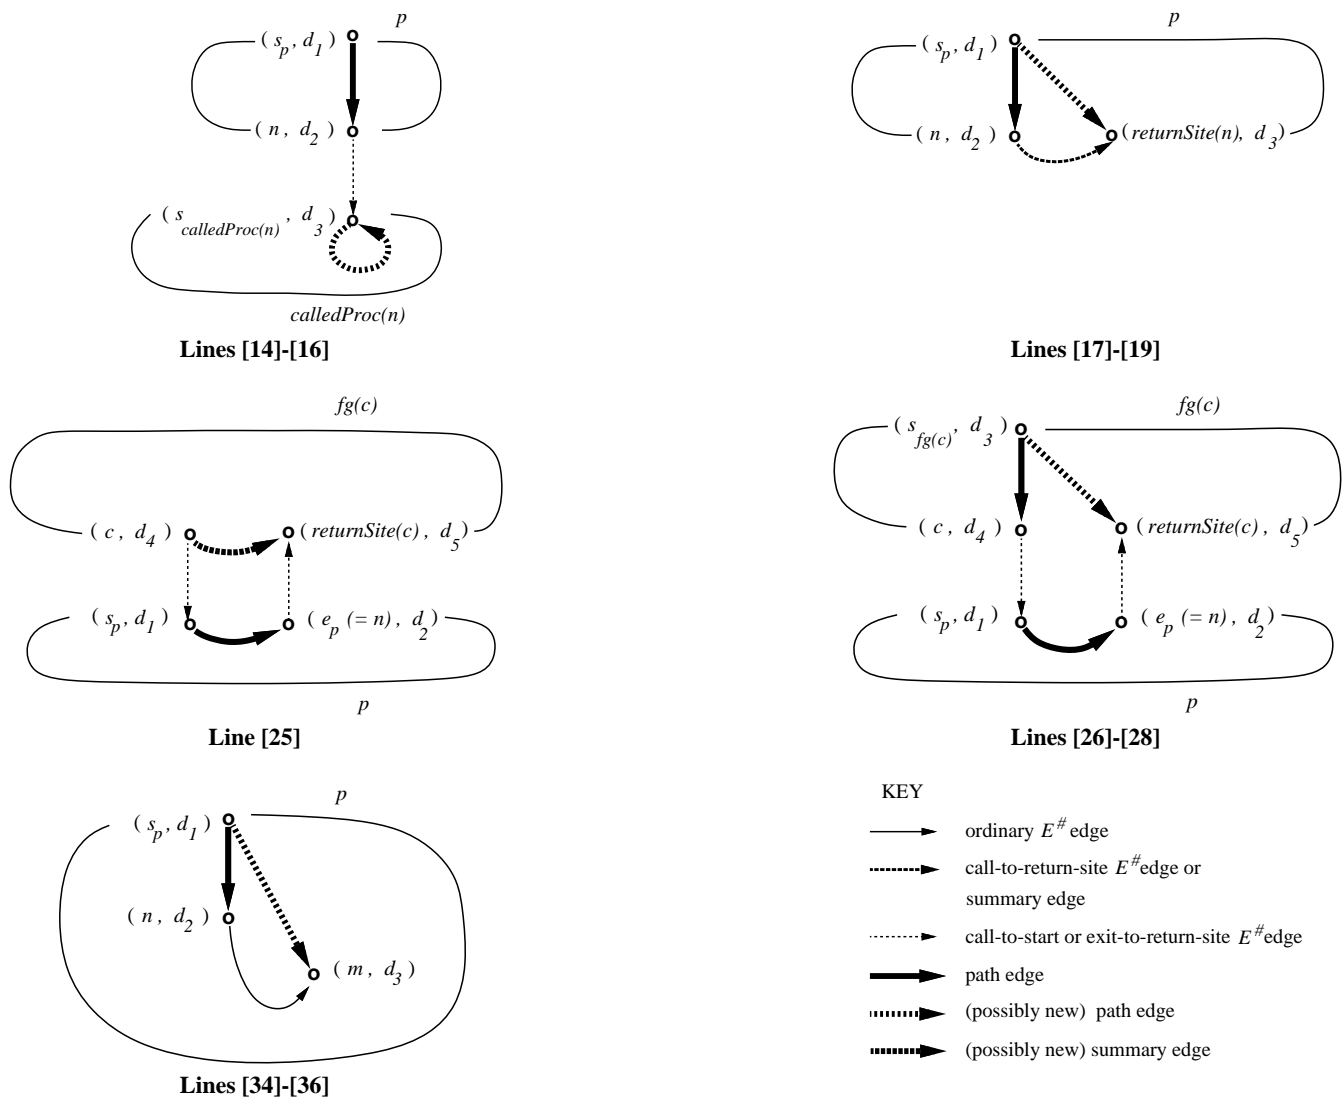 p
( s_p , d_1 )
( n , d_2 )
( s_calledProc(n) , d_3 )
calledProc(n)
Lines [14]-[16]
p
( s_p , d_1 )
( n , d_2 )
( returnSite(n), d_3 )
Lines [17]-[19]
fg(c)
( c , d_4 )
( returnSite(c) , d_5 )
( s_p , d_1 )
( e_p (= n) , d_2 )
p
Line [25]
fg(c)
( s_fg(c) , d_3 )
( c , d_4 )
( returnSite(c) , d_5 )
( s_p , d_1 )
( e_p (= n) , d_2 )
p
Lines [26]-[28]
p
( s_p , d_1 )
( n , d_2 )
( m , d_3 )
Lines [34]-[36]
KEY
ordinary E# edge
call-to-return-site E# edge or
summary edge
call-to-start or exit-to-return-site E# edge
path edge
(possibly new) path edge
(possibly new) summary edge